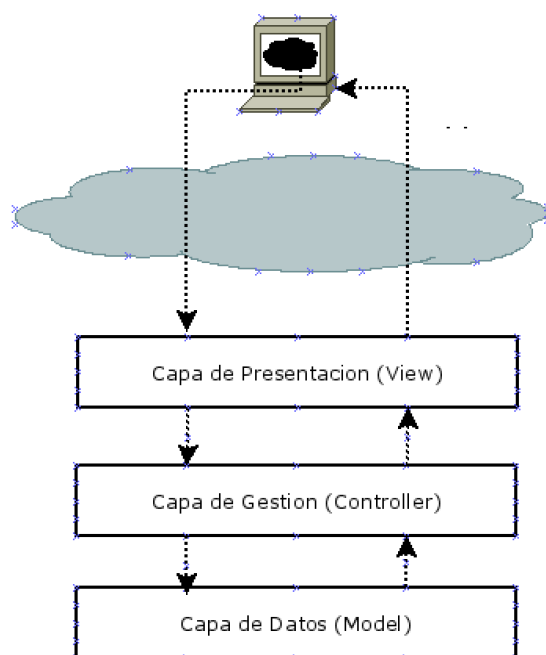 Capa de Presentacion (View)
Capa de Gestion (Controller)
Capa de Datos (Model)